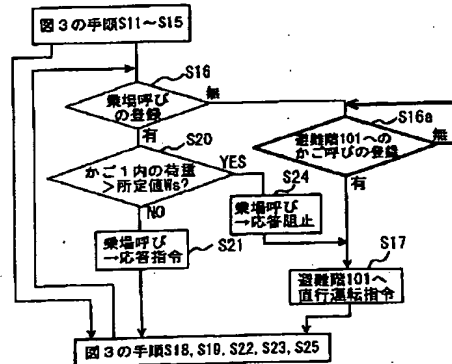 図3の手順S11～S15
S16
乗場呼び
の登録
無
有
S16a
避難階101への
かご呼びの登録
無
有
S20
かご1内の荷重
>所定値Ws?
YES
NO
S24
乗場呼び
→応答阻止
乗場呼び
→応答指令
S21
S17
避難階101へ
直行運転指令
図3の手順S18, S19, S22, S23, S25